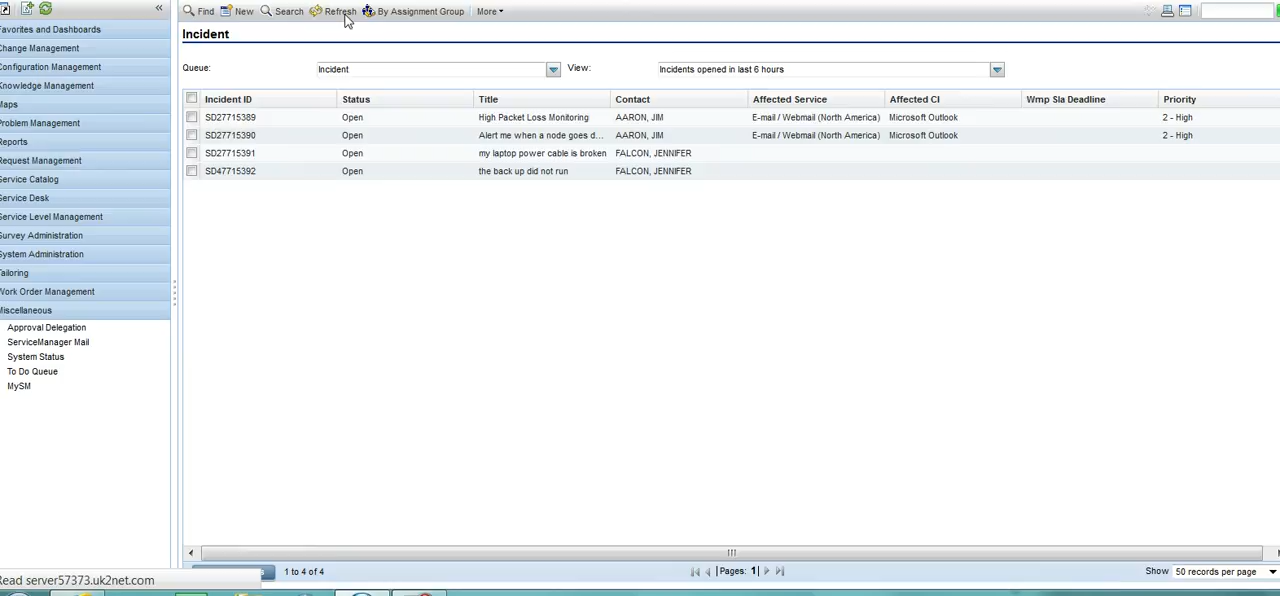 «
Find New Search Refresh By Assignment Group More
Incident
Queue: Incident View: Incidents opened in last 6 hours
Incident ID Status Title Contact Affected Service Affected CI Wmp Sla Deadline Priority
SD27715389 Open High Packet Loss Monitoring AARON, JIM E-mail / Webmail (North America) Microsoft Outlook 2 - High
SD27715390 Open Alert me when a node goes d... AARON, JIM E-mail / Webmail (North America) Microsoft Outlook 2 - High
SD27715391 Open my laptop power cable is broken FALCON, JENNIFER
SD47715392 Open the back up did not run FALCON, JENNIFER
Favorites and Dashboards
Change Management
Configuration Management
Knowledge Management
Maps
Problem Management
Reports
Request Management
Service Catalog
Service Desk
Service Level Management
Survey Administration
System Administration
Tailoring
Work Order Management
Miscellaneous
Approval Delegation
ServiceManager Mail
System Status
To Do Queue
MySM
1 to 4 of 4 Pages: 1 Show 50 records per page
Read server57373.uk2net.com